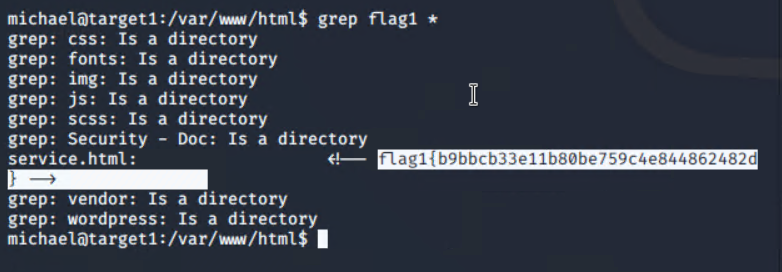 michael@target1:/var/www/html$ grep flag1 *
grep: css: Is a directory
grep: fonts: Is a directory
grep: img: Is a directory
grep: js: Is a directory
grep: scss: Is a directory
grep: Security - Doc: Is a directory
service.html:                <!-- flag1{b9bbcb33e11b80be759c4e844862482d
} -->
grep: vendor: Is a directory
grep: wordpress: Is a directory
michael@target1:/var/www/html$